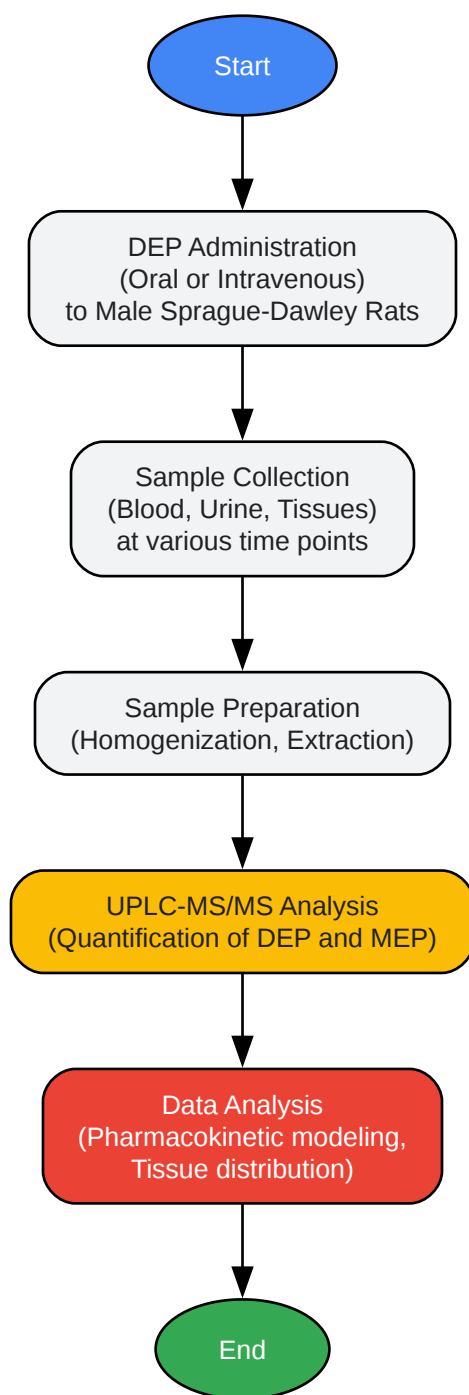 Start
DEP Administration
(Oral or Intravenous)
to Male Sprague-Dawley Rats
Sample Collection
(Blood, Urine, Tissues)
at various time points
Sample Preparation
(Homogenization, Extraction)
UPLC-MS/MS Analysis
(Quantification of DEP and MEP)
Data Analysis
(Pharmacokinetic modeling,
Tissue distribution)
End